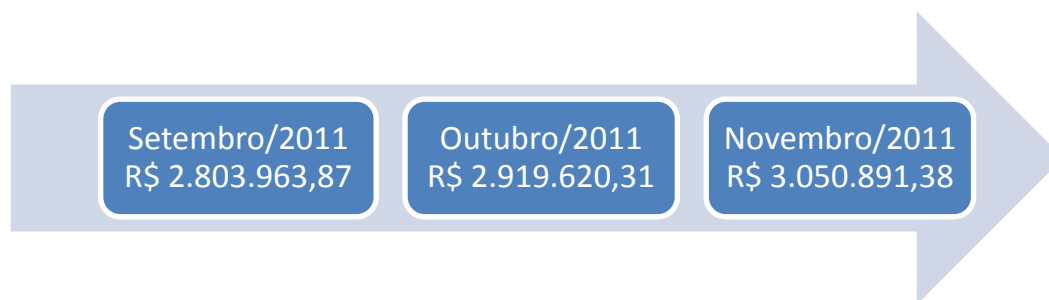 Setembro/2011
R$ 2.803.963,87
Outubro/2011
R$ 2.919.620,31
Novembro/2011
R$ 3.050.891,38